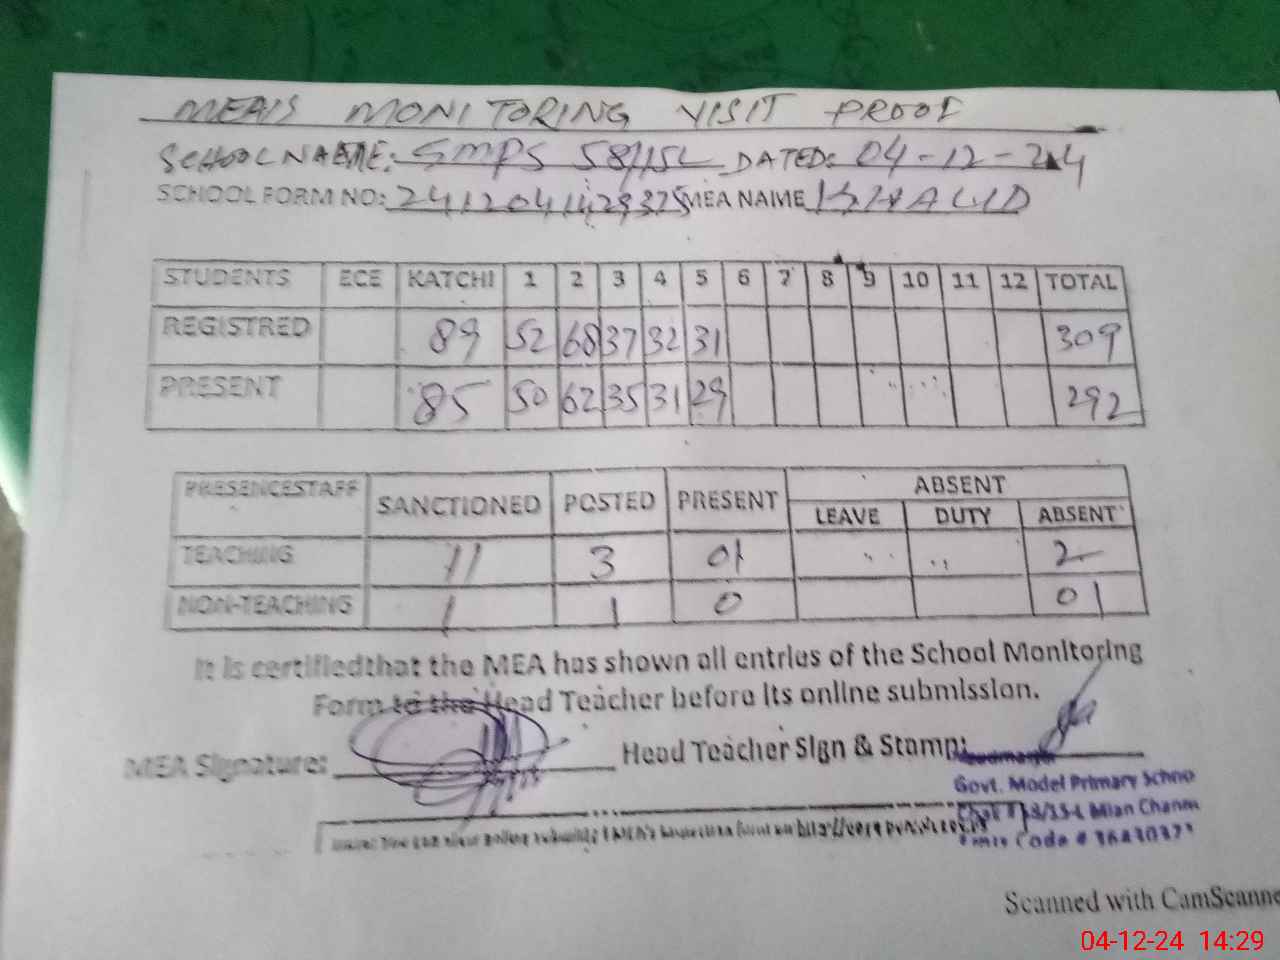 MEA'S MONITORING VISIT PROOF
SCHOOL NAME: GMPS 58/15L DATED: 04-12-24
SCHOOL FORM NO: MEA NAME KHALID
STUDENTS ECE KATCHI 1 2 3 4 5 6 7 8 9 10 11 12 TOTAL
REGISTRED 89 52 68 37 32 31 309
PRESENT 85 50 62 35 31 29 292
PRESENCESTAFF SANCTIONED POSTED PRESENT ABSENT
LEAVE DUTY ABSENT
TEACHING 11 3 01 2
NON-TEACHING 1 1 0 01
It is certifiedthat the MEA has shown all entries of the School Monitoring
Form to the Head Teacher before its online submission.
MEA Signature: Head Teacher Sign & Stamp:
Govt. Model Primary Schoo
Mian Chann
Code #
Scanned with CamScanne
04-12-24 14:29